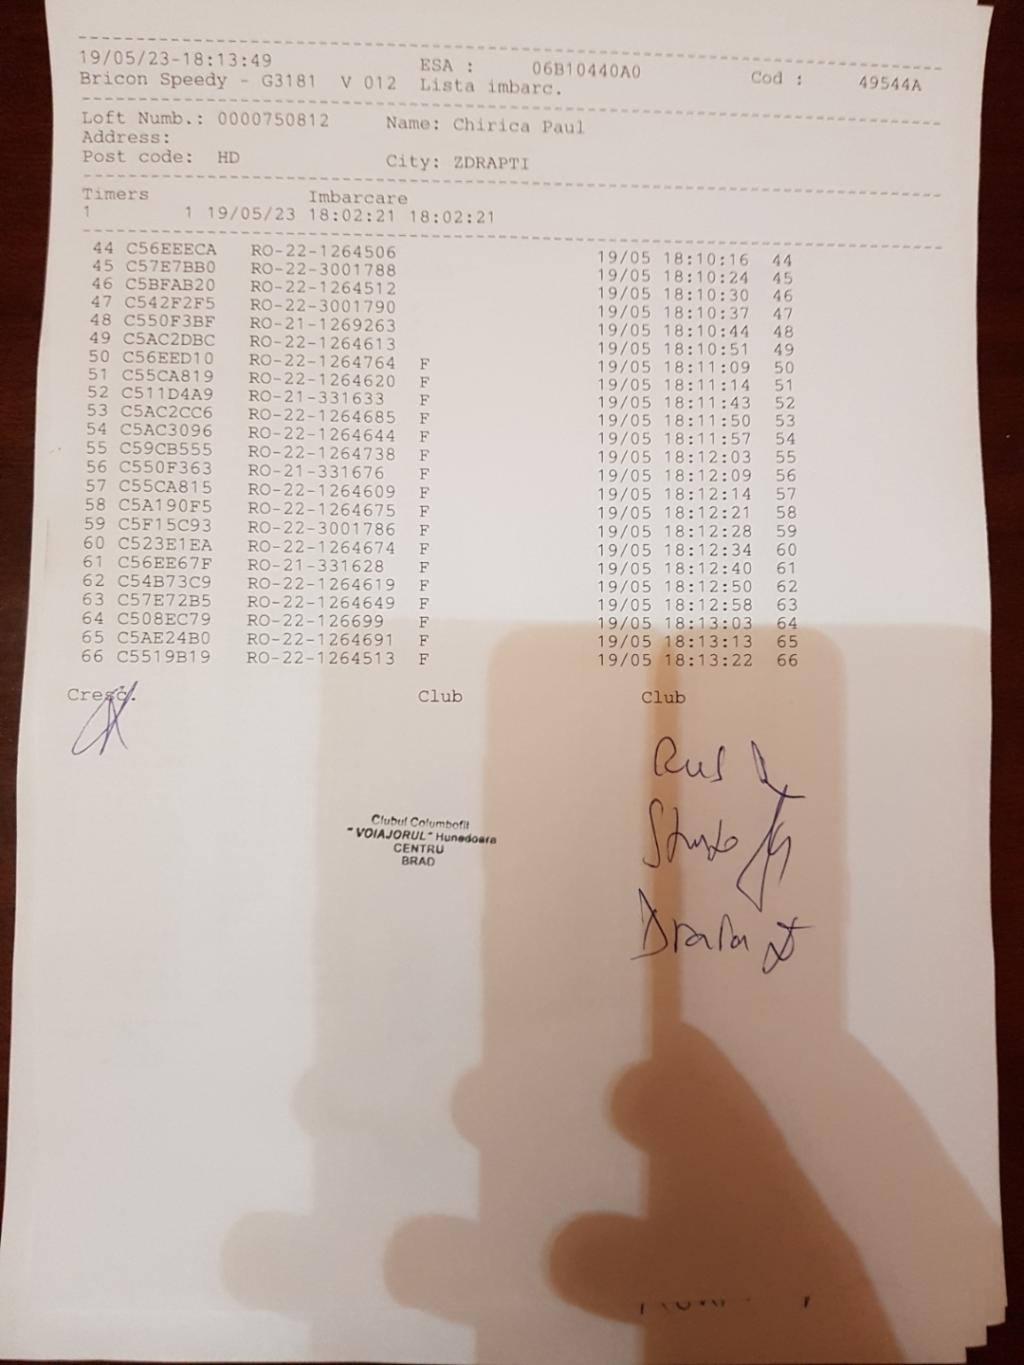 19/05/23-18:13:49 ESA : 06B10440A0
Bricon Speedy - G3181 V 012 Lista imbarc. Cod : 49544A
Loft Numb.: 0000750812 Name: Chirica Paul
Address:
Post code: HD City: ZDRAPTI
Timers Imbarcare
1 1 19/05/23 18:02:21 18:02:21
44 C56EEECA RO-22-1264506 19/05 18:10:16 44
45 C57E7BB0 RO-22-3001788 19/05 18:10:24 45
46 C5BFAB20 RO-22-1264512 19/05 18:10:30 46
47 C542F2F5 RO-22-3001790 19/05 18:10:37 47
48 C550F3BF RO-21-1269263 19/05 18:10:44 48
49 C5AC2DBC RO-22-1264613 19/05 18:10:51 49
50 C56EED10 RO-22-1264764 F 19/05 18:11:09 50
51 C55CA819 RO-22-1264620 F 19/05 18:11:14 51
52 C511D4A9 RO-21-331633 F 19/05 18:11:43 52
53 C5AC2CC6 RO-22-1264685 F 19/05 18:11:50 53
54 C5AC3096 RO-22-1264644 F 19/05 18:11:57 54
55 C59CB555 RO-22-1264738 F 19/05 18:12:03 55
56 C550F363 RO-21-331676 F 19/05 18:12:09 56
57 C55CA815 RO-22-1264609 F 19/05 18:12:14 57
58 C5A190F5 RO-22-1264675 F 19/05 18:12:21 58
59 C5F15C93 RO-22-3001786 F 19/05 18:12:28 59
60 C523E1EA RO-22-1264674 F 19/05 18:12:34 60
61 C56EE67F RO-21-331628 F 19/05 18:12:40 61
62 C54B73C9 RO-22-1264619 F 19/05 18:12:50 62
63 C57E72B5 RO-22-1264649 F 19/05 18:12:58 63
64 C508EC79 RO-22-126699 F 19/05 18:13:03 64
65 C5AE24B0 RO-22-1264691 F 19/05 18:13:13 65
66 C5519B19 RO-22-1264513 F 19/05 18:13:22 66
Cresc. Club Club
Rus
Clubul Columbofil
"VOIAJORUL" Hunedoara
CENTRU
BRAD